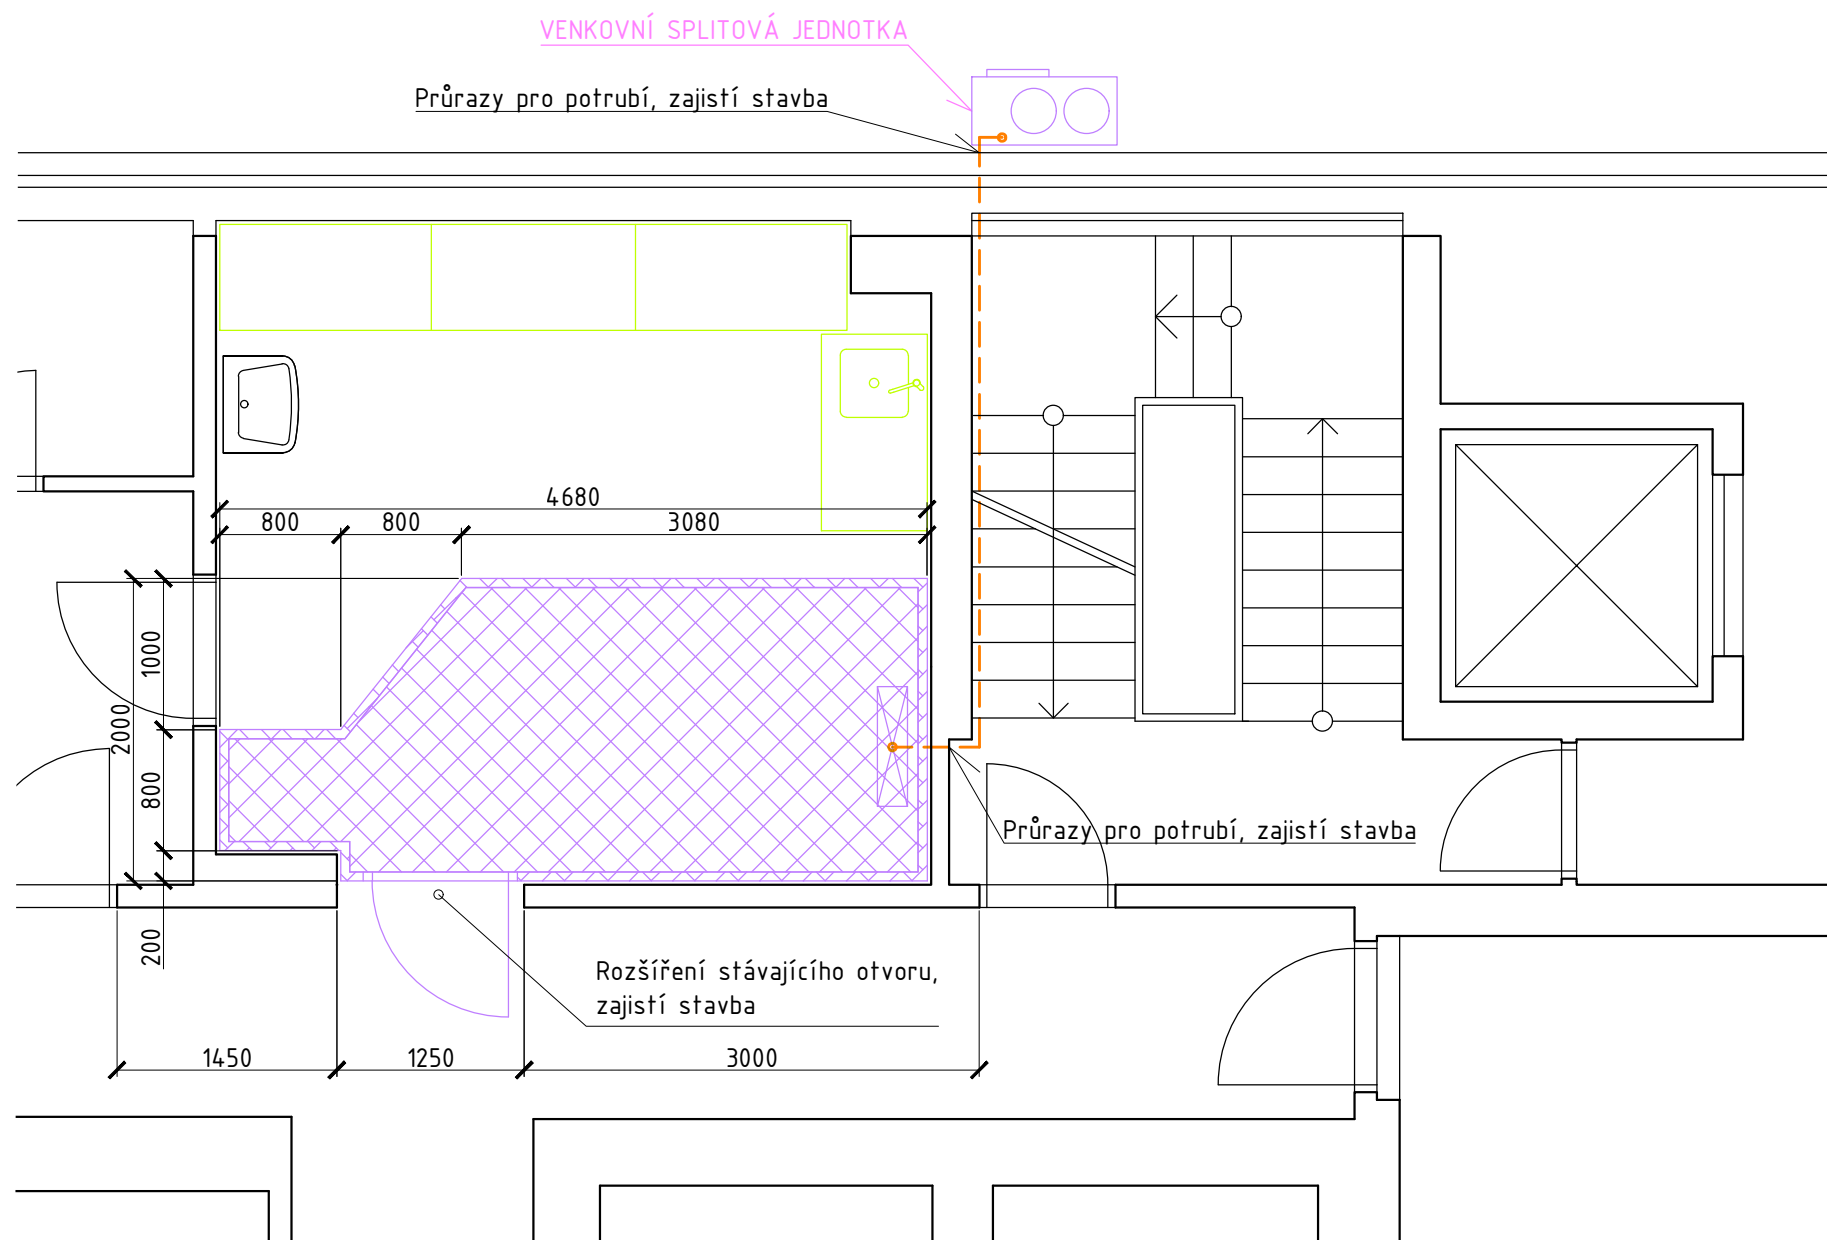 VENKOVNÍ SPLITOVÁ JEDNOTKA
Průrazy pro potrubí, zajistí stavba
4680
800
800
3080
1000
2000
800
200
Průrazy pro potrubí, zajistí stavba
Rozšíření stávajícího otvoru,
zajistí stavba
1450
1250
3000